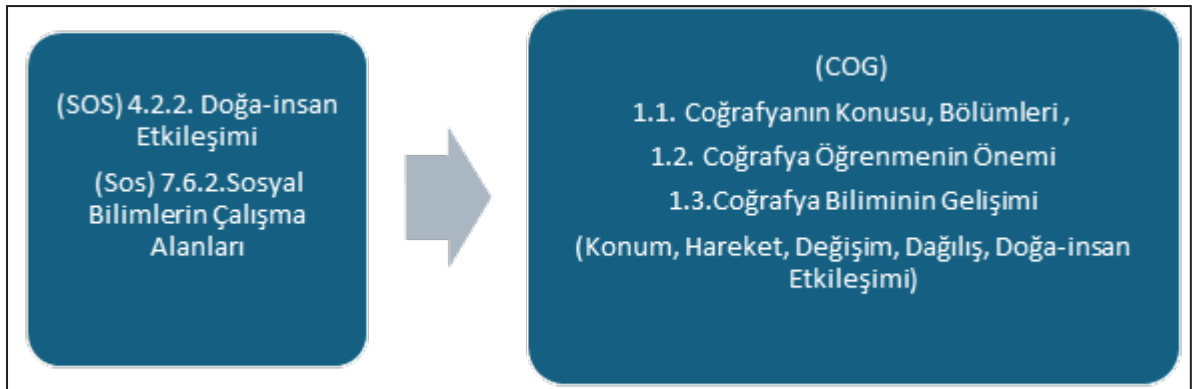 (SOS) 4.2.2. Doğa-insan
Etkileşimi
(Sos) 7.6.2.Sosyal
Bilimlerin Çalışma
Alanları
(COG)
1.1. Coğrafyanın Konusu, Bölümleri ,
1.2. Coğrafya Öğrenmenin Önemi
1.3.Coğrafya Biliminin Gelişimi
(Konum, Hareket, Değişim, Dağılış, Doğa-insan
Etkileşimi)